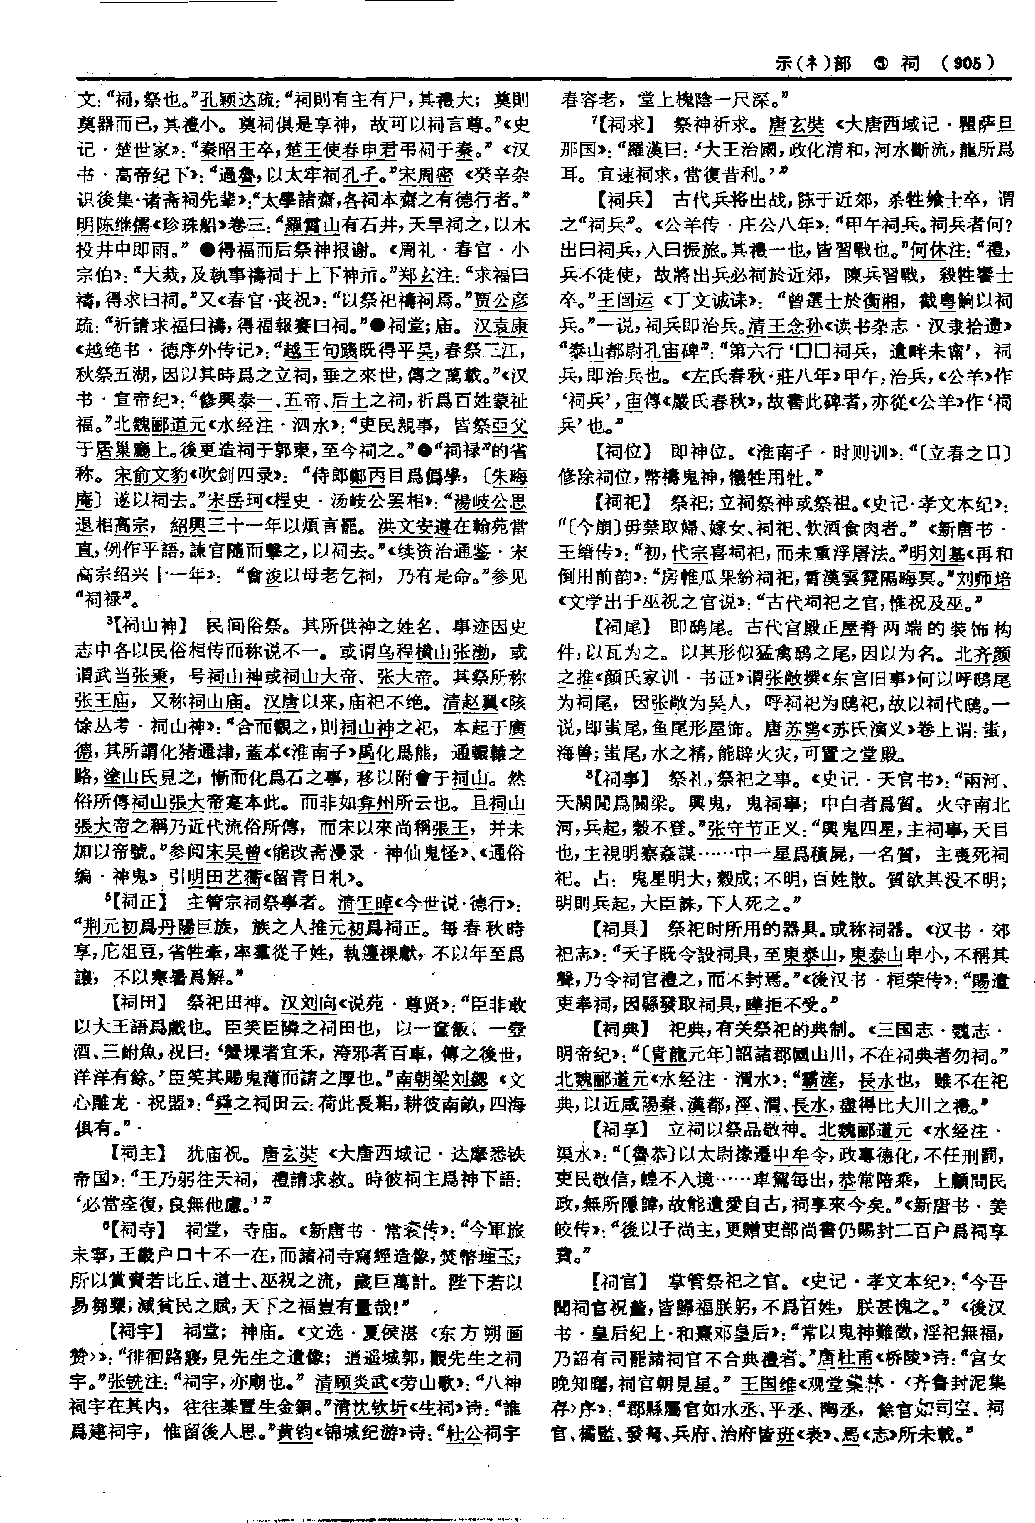 示(礻)部 ⑤ 祠 (905)
文：“祠，祭也。”孔颖达疏：“祠則有主有尸，其禮大；奠則
奠器而已，其禮小。奠祠俱是享神，故可以祠言尊。”《史
记·楚世家》：“秦昭王卒，楚王使春申君弔祠于秦。”《汉
书·高帝纪下》：“過魯，以太牢祠孔子。”宋周密《癸辛杂
识後集·诸斋祠先辈》：“太學諸齋，各祠本齋之有德行者。”
明陈继儒《珍珠船》卷三：“羅霄山有石井，天旱祠之，以木
投井中即雨。”●得福而后祭神报谢。《周礼·春官·小
宗伯》：“大烖，及執事禱祠于上下神示。”郑玄注：“求福曰
禱，得求曰祠。”又《春官·丧祝》：“以祭祀禱祠焉。”贾公彦
疏：“祈請求福曰禱，得福報賽曰祠。”●祠堂；庙。汉袁康
《越绝书·德序外传记》：“越王句踐既得平吴，春祭三江，
秋祭五湖，因以其時爲之立祠，垂之來世，傳之萬載。”《汉
书·宣帝纪》：“修興泰一、五帝、后土之祠，祈爲百姓蒙祉
福。”北魏郦道元《水经注·泗水》：“吏民親事，皆祭亞父
于居巢廳上。後更造祠于郭東，至今祠之。”●“祠禄”的省
称。宋俞文豹《吹剑四录》：“侍郎鄭丙目爲僞學，〔朱晦
庵〕遂以祠去。”宋岳珂《桯史·汤岐公罢相》：“湯岐公思
退相高宗，紹興三十一年以煩言罷。洪文安遵在翰苑當
直，例作平語，諫官隨而擊之，以祠去。”《续资治通鉴·宋
高宗绍兴十一年》：“會浚以母老乞祠，乃有是命。”参见
“祠禄”。
³【祠山神】 民间俗祭。其所供神之姓名、事迹因史
志中各以民俗相传而称说不一。或谓乌程横山张渤，或
谓武当张秉，号祠山神或祠山大帝、张大帝。其祭所称
张王庙，又称祠山庙。汉唐以来，庙祀不绝。清赵翼《陔
馀丛考·祠山神》：“合而觀之，則祠山神之祀，本起于廣
德，其所謂化猪通津，蓋本《淮南子》禹化爲熊，通轘轅之
路，塗山氏見之，慚而化爲石之事，移以附會于祠山。然
俗所傳祠山張大帝實本此。而非如弇州所云也。且祠山
張大帝之稱乃近代流俗所傳，而宋以來尚稱張王，並未
加以帝號。”参阅宋吴曾《能改斋漫录·神仙鬼怪》、《通俗
编·神鬼》引明田艺蘅《留青日札》。
⁵【祠正】 主管宗祠祭事者。清王晫《今世说·德行》：
“荆元初爲丹陽巨族，族之人推元初爲祠正。每春秋時
享，庀俎豆，省牲牽，率羣從子姓，執籩祼獻，不以年至爲
讓，不以寒暑爲解。”
【祠田】 祭祀田神。汉刘向《说苑·尊贤》：“臣非敢
以大王語爲戲也。臣笑臣隣之祠田也，以一奩飯、一壺
酒、三鮒魚，祝曰：‘蟹堁者宜禾，洿邪者百車，傳之後世，
洋洋有餘。’臣笑其賜鬼薄而請之厚也。”南朝梁刘勰《文
心雕龙·祝盟》：“舜之祠田云：荷此長耜，耕彼南畝，四海
俱有。”
【祠主】 犹庙祝。唐玄奘《大唐西域记·达摩悉铁
帝国》：“王乃躬往天祠，禮請求救。時彼祠主爲神下語：
‘必當痊復，良無他慮。’”
⁶【祠寺】 祠堂，寺庙。《新唐书·常衮传》：“今軍旅
未寧，王畿户口十不一在，而諸祠寺寫經造像，焚幣埋玉，
所以賞賚若比丘、道士、巫祝之流，歲巨萬計。陛下若以
易芻粟，減貧民之賦，天下之福豈有量哉！”
【祠宇】 祠堂；神庙。《文选·夏侯湛〈东方朔画
赞〉》：“徘徊路寢，見先生之遺像；逍遥城郭，觀先生之祠
宇。”张铣注：“祠宇，亦廟也。”清顾炎武《劳山歌》：“八神
祠宇在其内，往往棊置生金銅。”清沈钦圻《生祠》诗：“誰
爲建祠宇，惟留後人思。”黄钧《锦城纪游》诗：“杜公祠宇
春容老，堂上槐陰一尺深。”
⁷【祠求】 祭神祈求。唐玄奘《大唐西域记·瞿萨旦
那国》：“羅漢曰：‘大王治國，政化清和，河水斷流，龍所爲
耳。宜速祠求，當復昔利。’”
【祠兵】 古代兵将出战，陈于近郊，杀牲飨士卒，谓
之“祠兵”。《公羊传·庄公八年》：“甲午祠兵。祠兵者何？
出曰祠兵，入曰振旅。其禮一也，皆習戰也。”何休注：“禮，
兵不徒使，故將出兵必祠於近郊，陳兵習戰，殺牲饗士
卒。”王闿运《丁文诚诔》：“曾選士於衡湘，截粤餉以祠
兵。”一说，祠兵即治兵。清王念孙《读书杂志·汉隶拾遗》
“泰山都尉孔宙碑”：“第六行‘囗囗祠兵，遺畔未甯’，祠
兵，即治兵也。《左氏春秋·莊八年》甲午，治兵，《公羊》作
‘祠兵’，宙傳《嚴氏春秋》，故書此碑者，亦從《公羊》作‘祠
兵’也。”
【祠位】 即神位。《淮南子·时则训》：“〔立春之日〕
修除祠位，幣禱鬼神，犧牲用牡。”
【祠祀】 祭祀；立祠祭神或祭祖。《史记·孝文本纪》：
“〔今崩〕毋禁取婦、嫁女、祠祀、飲酒食肉者。”《新唐书·
王缙传》：“初，代宗喜祠祀，而未重浮屠法。”明刘基《再和
倒用前韵》：“房帷瓜果紛祠祀，霄漢雲霓隔晦冥。”刘师培
《文学出于巫祝之官说》：“古代祠祀之官，惟祝及巫。”
【祠尾】 即鸱尾。古代宫殿正屋脊两端的装饰构
件，以瓦为之。以其形似猛禽鸱之尾，因以为名。北齐颜
之推《颜氏家训·书证》谓张敞撰《东宫旧事》何以呼鸱尾
为祠尾，因张敞为吴人，呼祠祀为鸱祀，故以祠代鸱。一
说，即蚩尾，鱼尾形屋饰。唐苏鹗《苏氏演义》卷上谓：蚩，
海兽；蚩尾，水之精，能辟火灾，可置之堂殿。
⁸【祠事】 祭礼，祭祀之事。《史记·天官书》：“兩河、
天闕間爲關梁。輿鬼，鬼祠事；中白者爲質。火守南北
河，兵起，穀不登。”张守节正义：“輿鬼四星，主祠事，天目
也，主視明察姦謀……中一星爲積屍，一名質，主喪死祠
祀。占：鬼星明大，穀成；不明，百姓散。質欲其没不明；
明則兵起，大臣誅，下人死之。”
【祠具】 祭祀时所用的器具。或称祠器。《汉书·郊
祀志》：“天子既令設祠具，至東泰山，東泰山卑小，不稱其
聲，乃令祠官禮之，而不封焉。”《後汉书·桓荣传》：“賜遣
吏奉祠，因縣發取祠具，曄拒不受。”
【祠典】 祀典，有关祭祀的典制。《三国志·魏志·
明帝纪》：“〔青龍元年〕詔諸郡國山川，不在祠典者勿祠。”
北魏郦道元《水经注·渭水》：“霸滻，長水也，雖不在祀
典，以近咸陽秦、漢都，涇、渭、長水，盡得比大川之禮。”
【祠享】 立祠以祭品敬神。北魏郦道元《水经注·
渠水》：“〔魯恭〕以太尉掾遷中牟令，政專德化，不任刑罰，
吏民敬信，蝗不入境……車駕每出，恭常陪乘，上顧問民
政，無所隱諱，故能遺愛自古，祠享來今矣。”《新唐书·姜
皎传》：“後以子尚主，更贈吏部尚書仍賜封二百户爲祠享
費。”
【祠官】 掌管祭祀之官。《史记·孝文本纪》：“今吾
聞祠官祝釐，皆歸福朕躬，不爲百姓，朕甚愧之。”《後汉
书·皇后纪上·和熹邓皇后》：“常以鬼神難徵，淫祀無福，
乃詔有司罷諸祠官不合典禮者。”唐杜甫《桥陵》诗：“宫女
晚知曙，祠官朝見星。”王国维《观堂集林·〈齐鲁封泥集
存〉序》：“郡縣屬官如水丞、平丞、陶丞，餘官如司空、祠
官、橘監、發弩、兵府、治府皆班《表》、馬《志》所未載。”